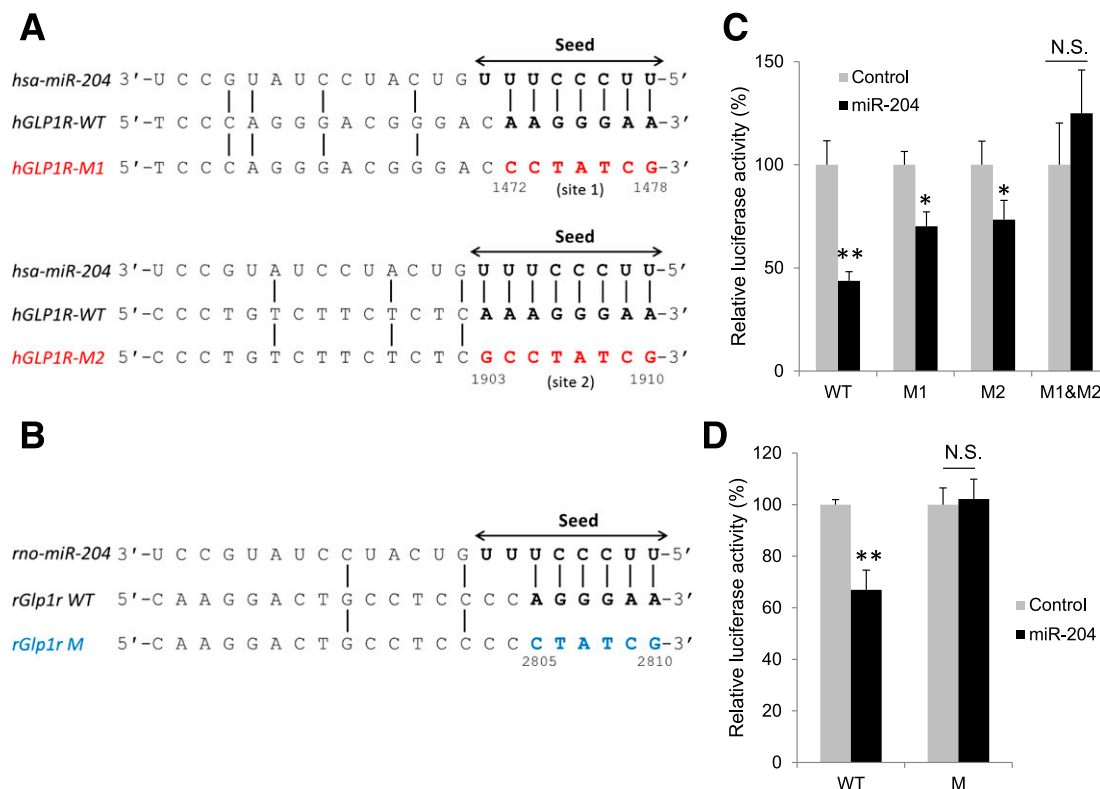 A
Seed
hsa-miR-204 3'-U C C G U A U C C U A C U G U U U C C C U U-5'
hGLP1R-WT 5'-T C C C A G G G A C G G G A C A A G G G A A-3'
hGLP1R-M1 5'-T C C C A G G G A C G G G A C C C T A T C G-3'
1472 (site 1) 1478
Seed
hsa-miR-204 3'-U C C G U A U C C U A C U G U U U C C C U U-5'
hGLP1R-WT 5'-C C C T G T C T T C T C T C A A A G G G A A-3'
hGLP1R-M2 5'-C C C T G T C T T C T C T C G C C T A T C G-3'
1903 (site 2) 1910
B
Seed
rno-miR-204 3'-U C C G U A U C C U A C U G U U U C C C U U-5'
rGlp1r WT 5'-C A A G G A C T G C C T C C C C A G G G A A-3'
rGlp1r M 5'-C A A G G A C T G C C T C C C C C T A T C G-3'
2805 2810
C
Relative luciferase activity (%)
150
100
50
0
Control
miR-204
**
*
*
N.S.
WT M1 M2 M1&M2
D
Relative luciferase activity (%)
120
100
80
60
40
20
0
**
N.S.
Control
miR-204
WT M